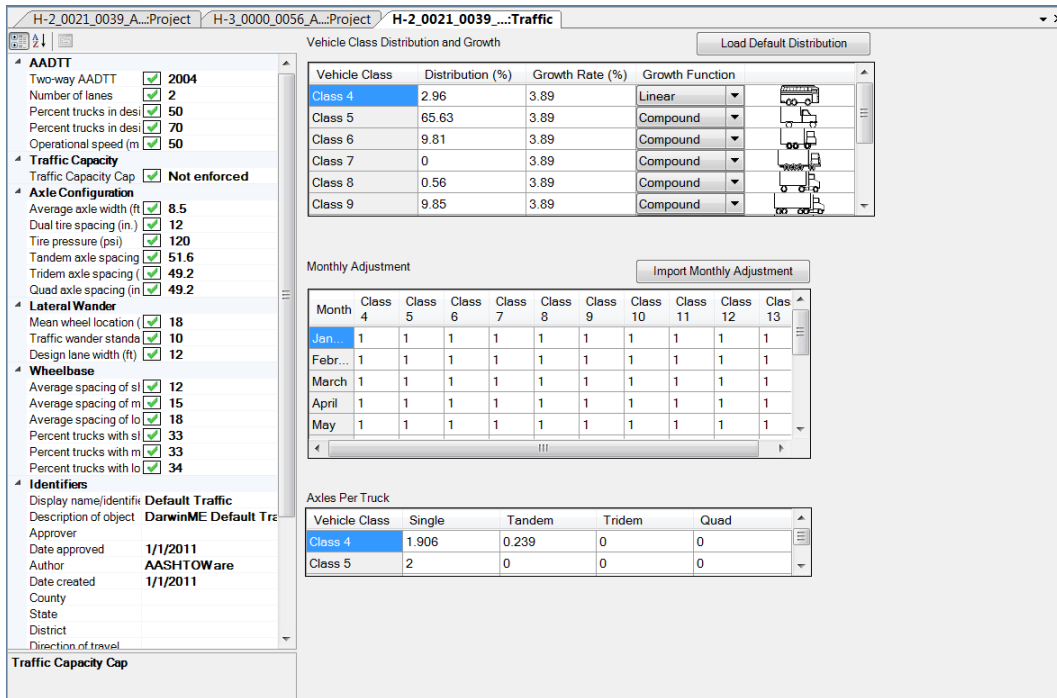 H-2_0021_0039_A...:Project H-3_0000_0056_A...:Project H-2_0021_0039_...:Traffic
AADTT
Two-way AADTT 2004
Number of lanes 2
Percent trucks in desi 50
Percent trucks in desi 70
Operational speed (m 50
Traffic Capacity
Traffic Capacity Cap Not enforced
Axle Configuration
Average axle width (ft 8.5
Dual tire spacing (in.) 12
Tire pressure (psi) 120
Tandem axle spacing 51.6
Tridem axle spacing ( 49.2
Quad axle spacing (in 49.2
Lateral Wander
Mean wheel location ( 18
Traffic wander standa 10
Design lane width (ft) 12
Wheelbase
Average spacing of sl 12
Average spacing of m 15
Average spacing of lo 18
Percent trucks with sl 33
Percent trucks with m 33
Percent trucks with lo 34
Identifiers
Display name/identifie Default Traffic
Description of object DarwinME Default Tra
Approver
Date approved 1/1/2011
Author AASHTOWare
Date created 1/1/2011
County
State
District
Direction of travel
Traffic Capacity Cap
Vehicle Class Distribution and Growth Load Default Distribution
Vehicle Class Distribution (%) Growth Rate (%) Growth Function
Class 4 2.96 3.89 Linear
Class 5 65.63 3.89 Compound
Class 6 9.81 3.89 Compound
Class 7 0 3.89 Compound
Class 8 0.56 3.89 Compound
Class 9 9.85 3.89 Compound
Monthly Adjustment Import Monthly Adjustment
Month Class 4 Class 5 Class 6 Class 7 Class 8 Class 9 Class 10 Class 11 Class 12 Clas 13
Jan... 1 1 1 1 1 1 1 1 1 1
Febr... 1 1 1 1 1 1 1 1 1 1
March 1 1 1 1 1 1 1 1 1 1
April 1 1 1 1 1 1 1 1 1 1
May 1 1 1 1 1 1 1 1 1 1
Axles Per Truck
Vehicle Class Single Tandem Tridem Quad
Class 4 1.906 0.239 0 0
Class 5 2 0 0 0